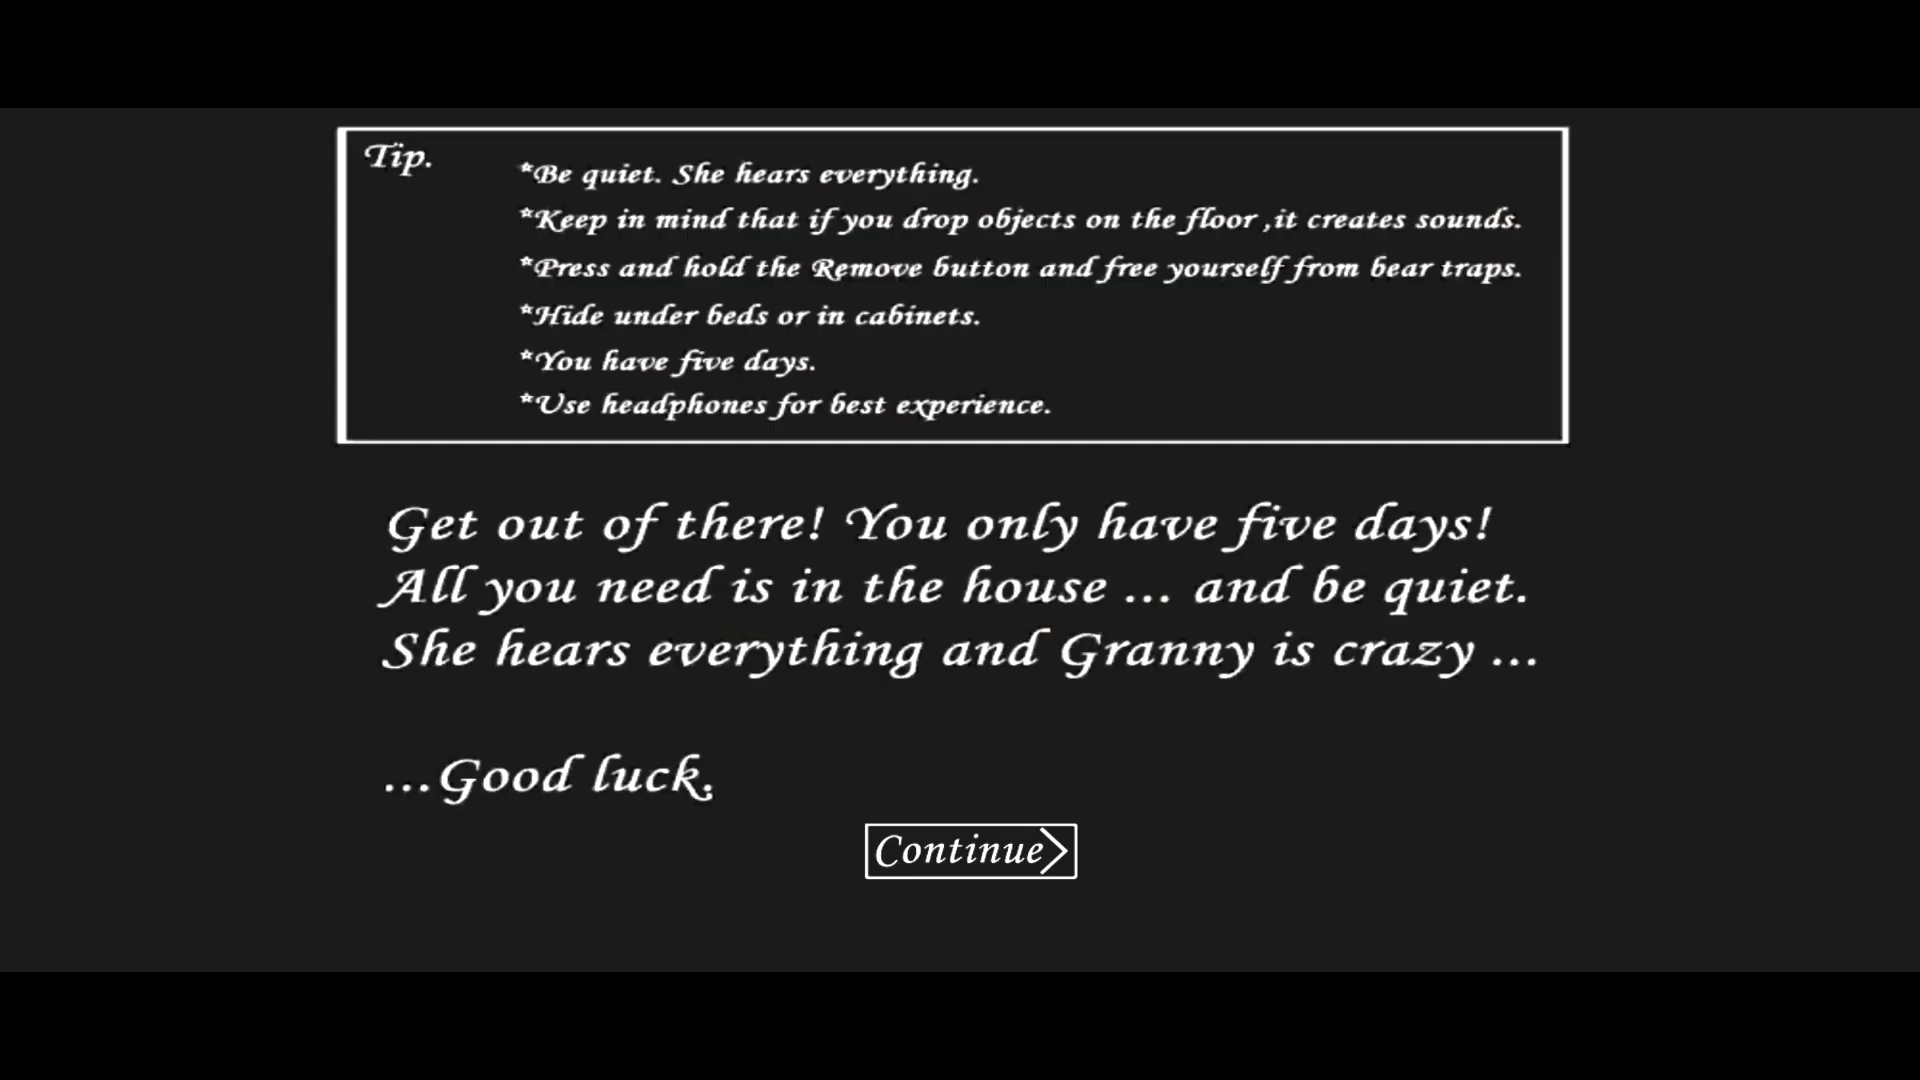 Tip.
*Be quiet. She hears everything.
*Keep in mind that if you drop objects on the floor ,it creates sounds.
*Press and hold the Remove button and free yourself from bear traps.
*Hide under beds or in cabinets.
*You have five days.
*Use headphones for best experience.
Get out of there! You only have five days!
All you need is in the house ... and be quiet.
She hears everything and Granny is crazy ...
...Good luck.
Continue>